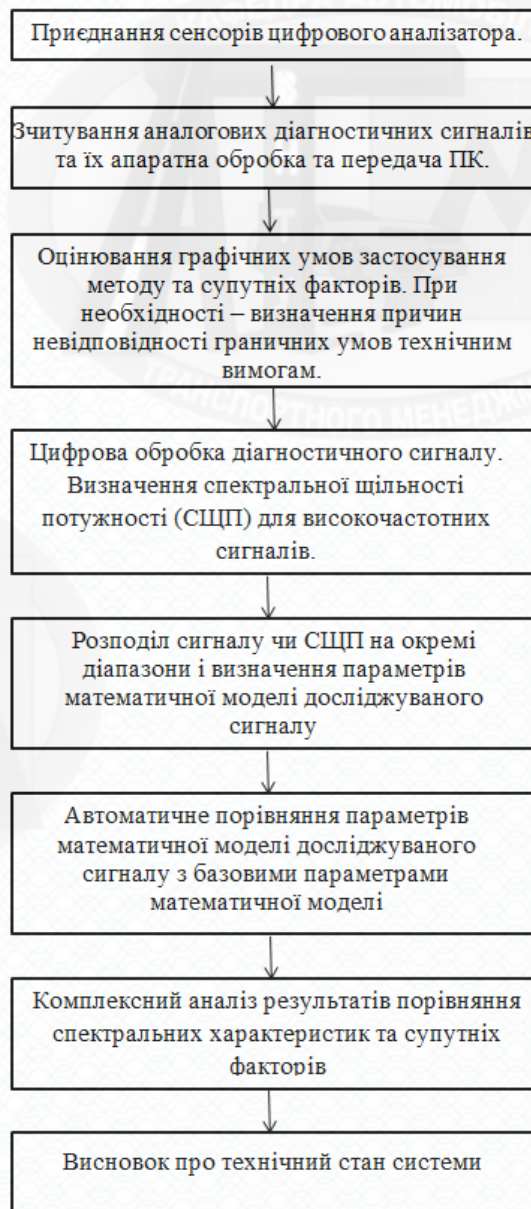 КАФЕДРА АВТОМОБІЛ
Приєднання сенсорів цифрового аналізатора.
В
Н
Т
Зчитування аналогових діагностичних сигналів
та їх апаратна обробка та передача ПК.
Оцінювання графічних умов застосування
методу та супутніх факторів. При
необхідності – визначення причин
невідповідності граничних умов технічним
вимогам.
ТРАНСПОРТНОГО МЕНЕДЖ
Цифрова обробка діагностичного сигналу.
Визначення спектральної щільності
потужності (СЩП) для високочастотних
сигналів.
Розподіл сигналу чи СЩП на окремі
діапазони і визначення параметрів
математичної моделі досліджуваного
сигналу
Автоматичне порівняння параметрів
математичної моделі досліджуваного
сигналу з базовими параметрами
математичної моделі
Комплексний аналіз результатів порівняння
спектральних характеристик та супутніх
факторів
Висновок про технічний стан системи